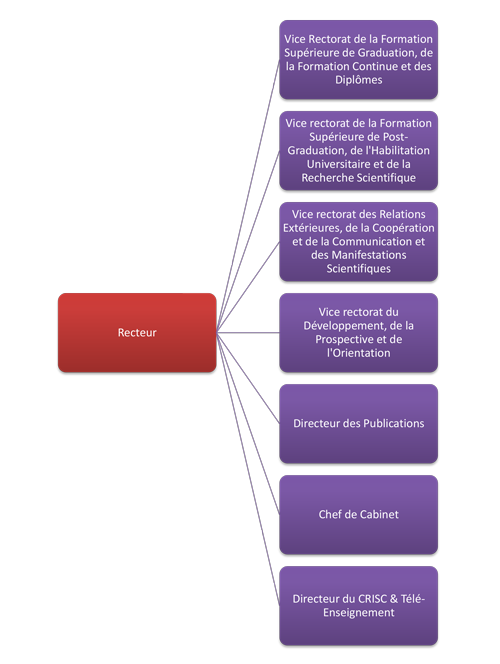 Vice Rectorat de la Formation
Supérieure de Graduation, de
la Formation Continue et des
Diplômes
Vice rectorat de la Formation
Supérieure de Post-
Graduation, de l'Habilitation
Universitaire et de la
Recherche Scientifique
Vice rectorat des Relations
Extérieures, de la Coopération
et de la Communication et
des Manifestations
Scientifiques
Recteur
Vice rectorat du
Développement, de la
Prospective et de
l'Orientation
Directeur des Publications
Chef de Cabinet
Directeur du CRISC & Télé-
Enseignement